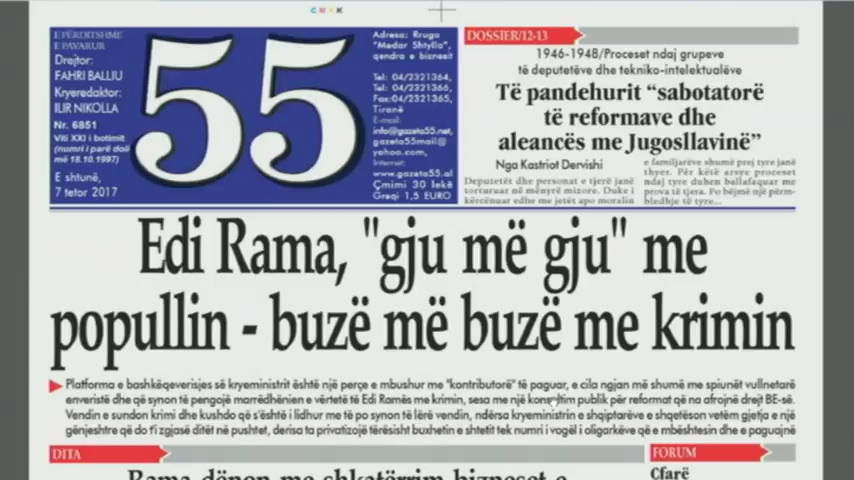 C M Y K
E PËRDITSHME
E PAVARUR
Drejtor:
FAHRI BALLIU
Kryeredaktor:
ILIR NIKOLLA
Nr. 6851
Viti XXI i botimit
(numri i parë doli
më 18.10.1997)
E shtunë,
7 tetor 2017
55
Adresa: Rruga
"Medar Shtylla",
qendra e biznesit
Tel: 04/2321364,
Tel: 04/2321366,
Fax:04/2321365,
Tiranë
E-mail:
info@gazeta55.net,
gazeta55mail@
yahoo.com,
Internet:
www.gazeta55.al
Çmimi 30 lekë
Greqi 1,5 EURO
DOSSIER/12-13
1946-1948/Proceset ndaj grupeve
të deputetëve dhe tekniko-intelektualëve
Të pandehurit "sabotatorë
të reformave dhe
aleancës me Jugosllavinë"
Nga Kastriot Dervishi
Deputetët dhe personat e tjerë janë
torturuar në mënyrë mizore. Duke i
kërcënuar edhe me jetët apo moralin
e familjarëve shumë prej tyre janë
thyer. Për këtë arsye proceset
ndaj tyre duhen ballafaquar me
prova të tjera. Po bëjmë një përm-
bledhje të tyre...
Edi Rama, "gju më gju" me
popullin - buzë më buzë me krimin
Platforma e bashkëqeverisjes së kryeministrit është një perçe e mbushur me "kontributorë" të paguar, e cila ngjan më shumë me spiunët vullnetarë
enveristë dhe që synon të pengojë marrëdhënien e vërtetë të Edi Ramës me krimin, sesa me një konsultim publik për reformat që na afrojnë drejt BE-së.
Vendin e sundon krimi dhe kushdo që s'është i lidhur me të po synon të lërë vendin, ndërsa kryeministrin e shqiptarëve e shqetëson vetëm gjetja e një
gënjeshtre që do t'i zgjasë ditët në pushtet, derisa ta privatizojë tërësisht buxhetin e shtetit tek numri i vogël i oligarkëve që e mbështesin dhe e paguajnë
DITA
Rama dënon me shkatërrim bizneset e
FORUM
Cfarë